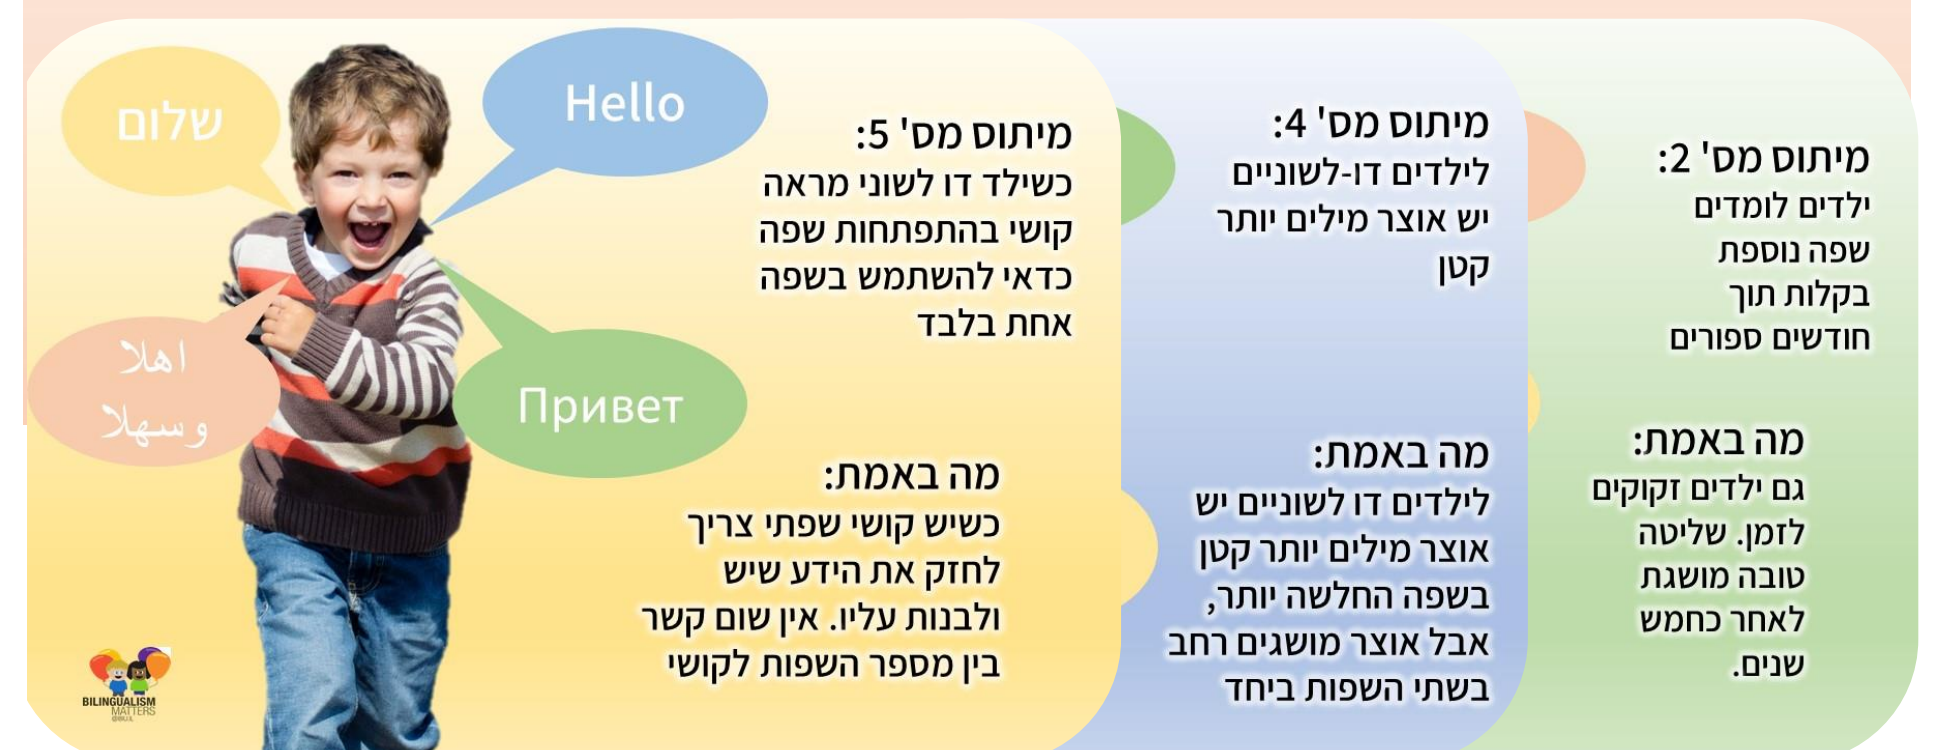 מיתוס מס' 2:
ילדים לומדים
שפה נוספת
בקלות תוך
חודשים ספורים
מה באמת:
גם ילדים זקוקים
לזמן. שליטה
טובה מושגת
לאחר כחמש
שנים.
מיתוס מס' 4:
לילדים דו-לשוניים
יש אוצר מילים יותר
קטן
מה באמת:
לילדים דו לשוניים יש
אוצר מילים יותר קטן
בשפה החלשה יותר,
אבל אוצר מושגים רחב
בשתי השפות ביחד
מיתוס מס' 5:
כשילד דו לשוני מראה
קושי בהתפתחות שפה
כדאי להשתמש בשפה
אחת בלבד
מה באמת:
כשיש קושי שפתי צריך
לחזק את הידע שיש
ולבנות עליו. אין שום קשר
בין מספר השפות לקושי
Hello
שלום
Привет
اهلا
وسهلا
BILINGUALISM
MATTERS